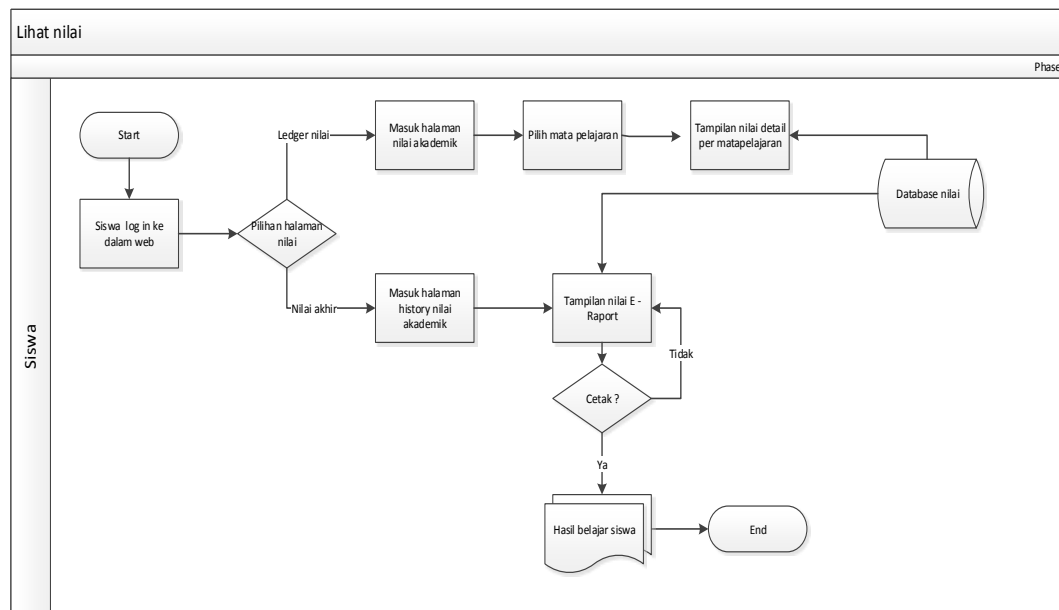 Lihat nilai
Phase
Siswa
Start
Siswa log in ke
dalam web
Pilihan halaman
nilai
Ledger nilai
Masuk halaman
nilai akademik
Pilih mata pelajaran
Tampilan nilai detail
per matapelajaran
Database nilai
Nilai akhir
Masuk halaman
history nilai
akademik
Tampilan nilai E -
Raport
Tidak
Cetak ?
Ya
Hasil belajar siswa
End